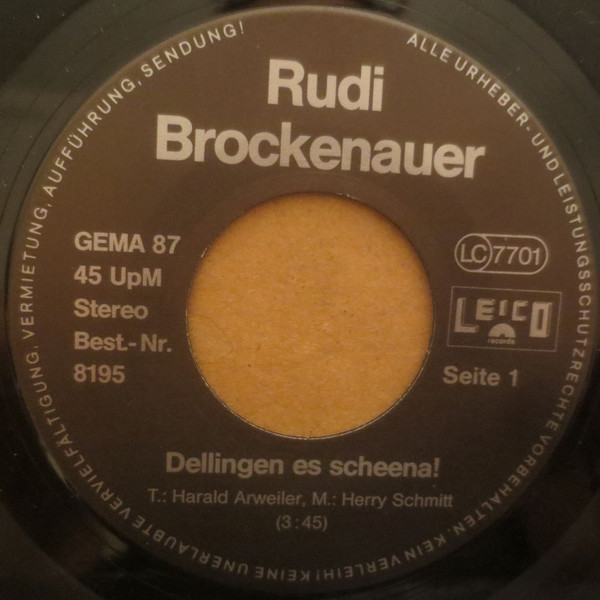 ALLE URHEBER- UND LEISTUNGSSCHUTZRECHTE VORBEHALTEN. KEIN VERLEIH! KEINE UNERLAUBTE VERVIELFÄLTIGUNG, VERMIETUNG, AUFFÜHRUNG, SENDUNG!
Rudi
Brockenauer
GEMA 87
45 UpM
Stereo
Best.-Nr.
8195
LC 7701
LEICO
records
Seite 1
Dellingen es scheena!
T.: Harald Arweiler, M.: Herry Schmitt
(3:45)